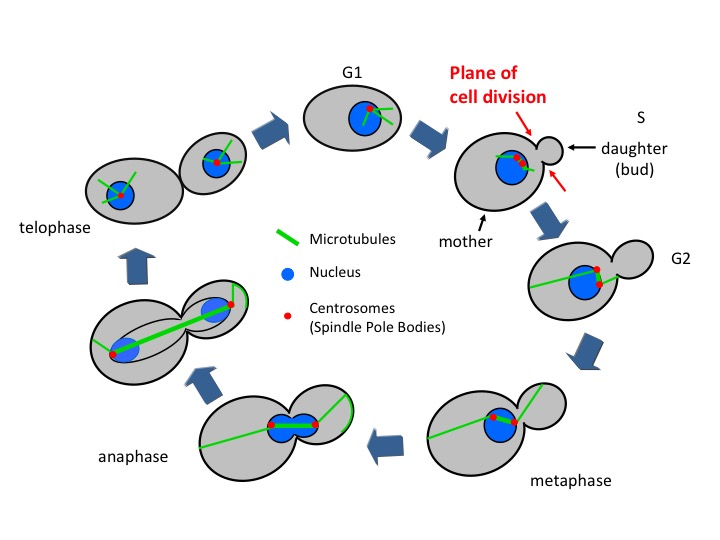 G1
Plane of
cell division
S
daughter
(bud)
mother
G2
telophase
Microtubules
Nucleus
Centrosomes
(Spindle Pole Bodies)
anaphase
metaphase